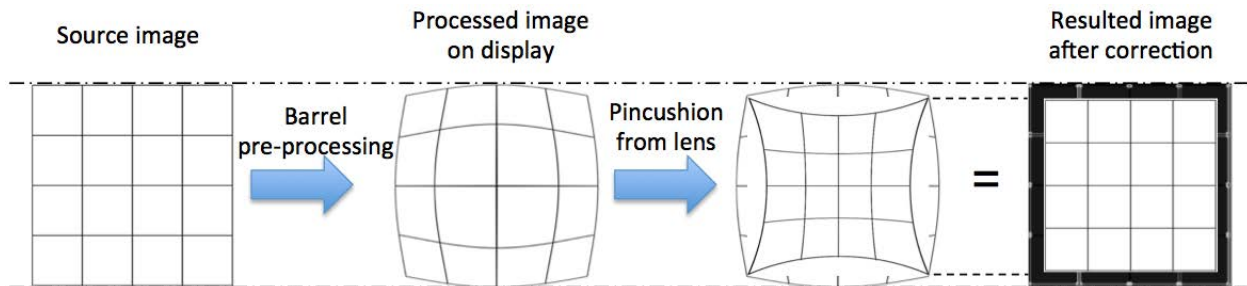 Source image
Processed image
on display
Resulted image
after correction
Barrel
pre-processing
Pincushion
from lens
=